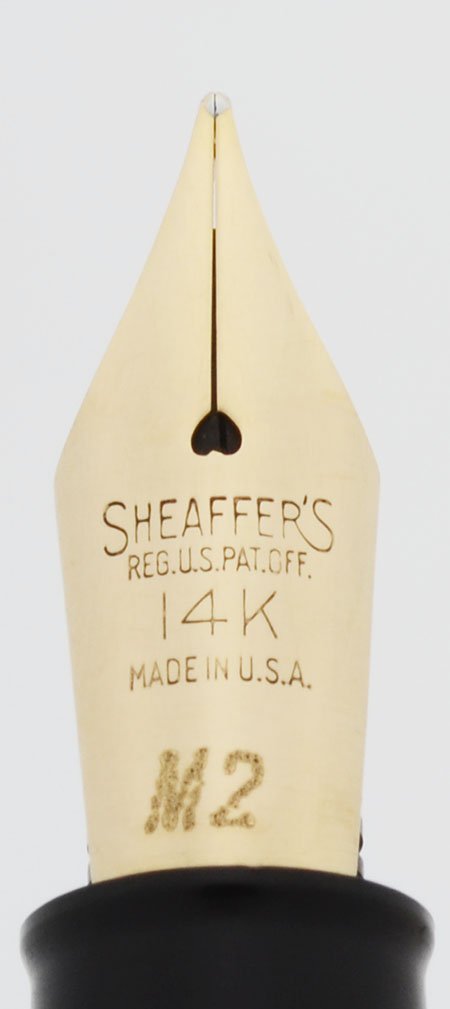 SHEAFFER'S
REG.U.S.PAT.OFF.
14K
MADE IN U.S.A.
M2